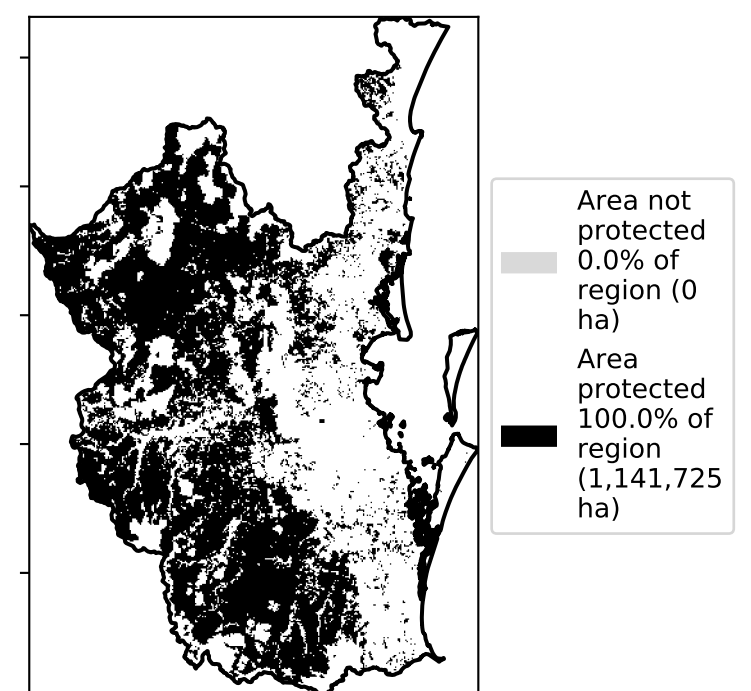 Area not
protected
0.0% of
region (0
ha)
Area
protected
100.0% of
region
(1,141,725
ha)